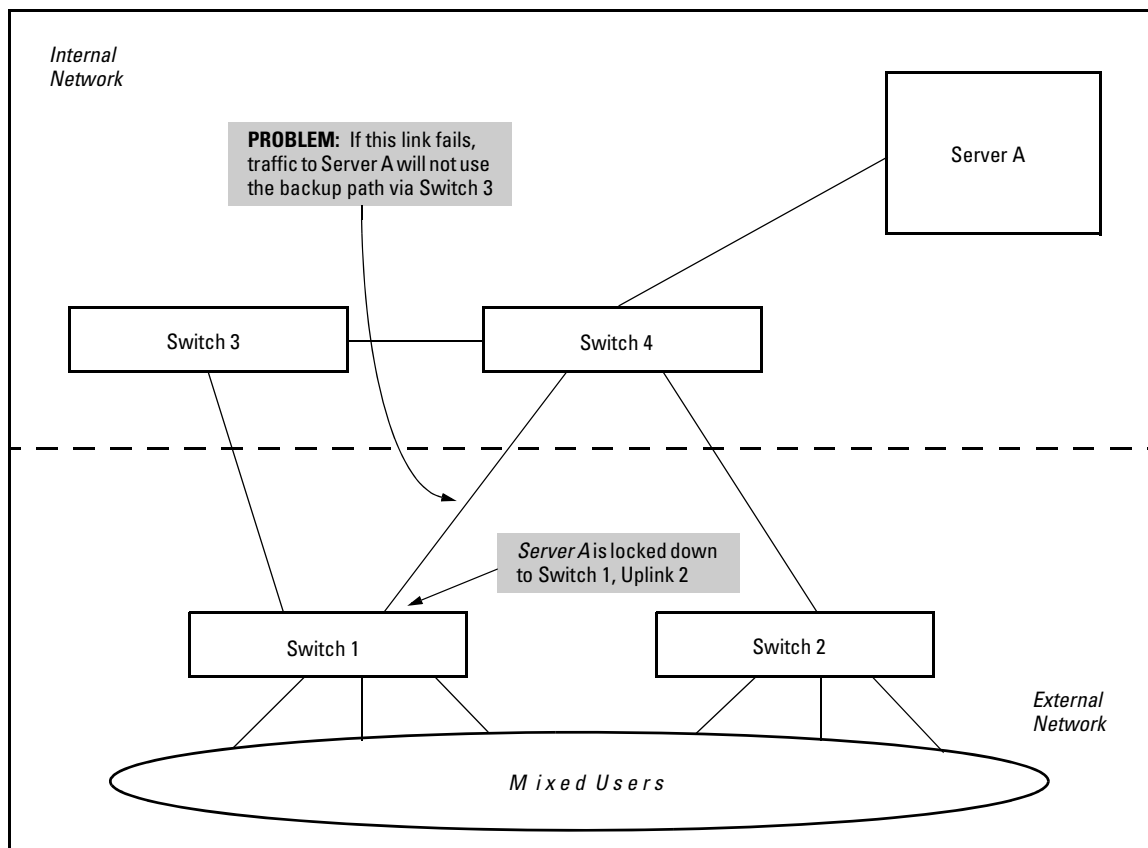 Internal
Network
PROBLEM: If this link fails,
traffic to Server A will not use
the backup path via Switch 3
Server A
Switch 3
Switch 4
Server A is locked down
to Switch 1, Uplink 2
Switch 1
Switch 2
External
Network
Mixed Users